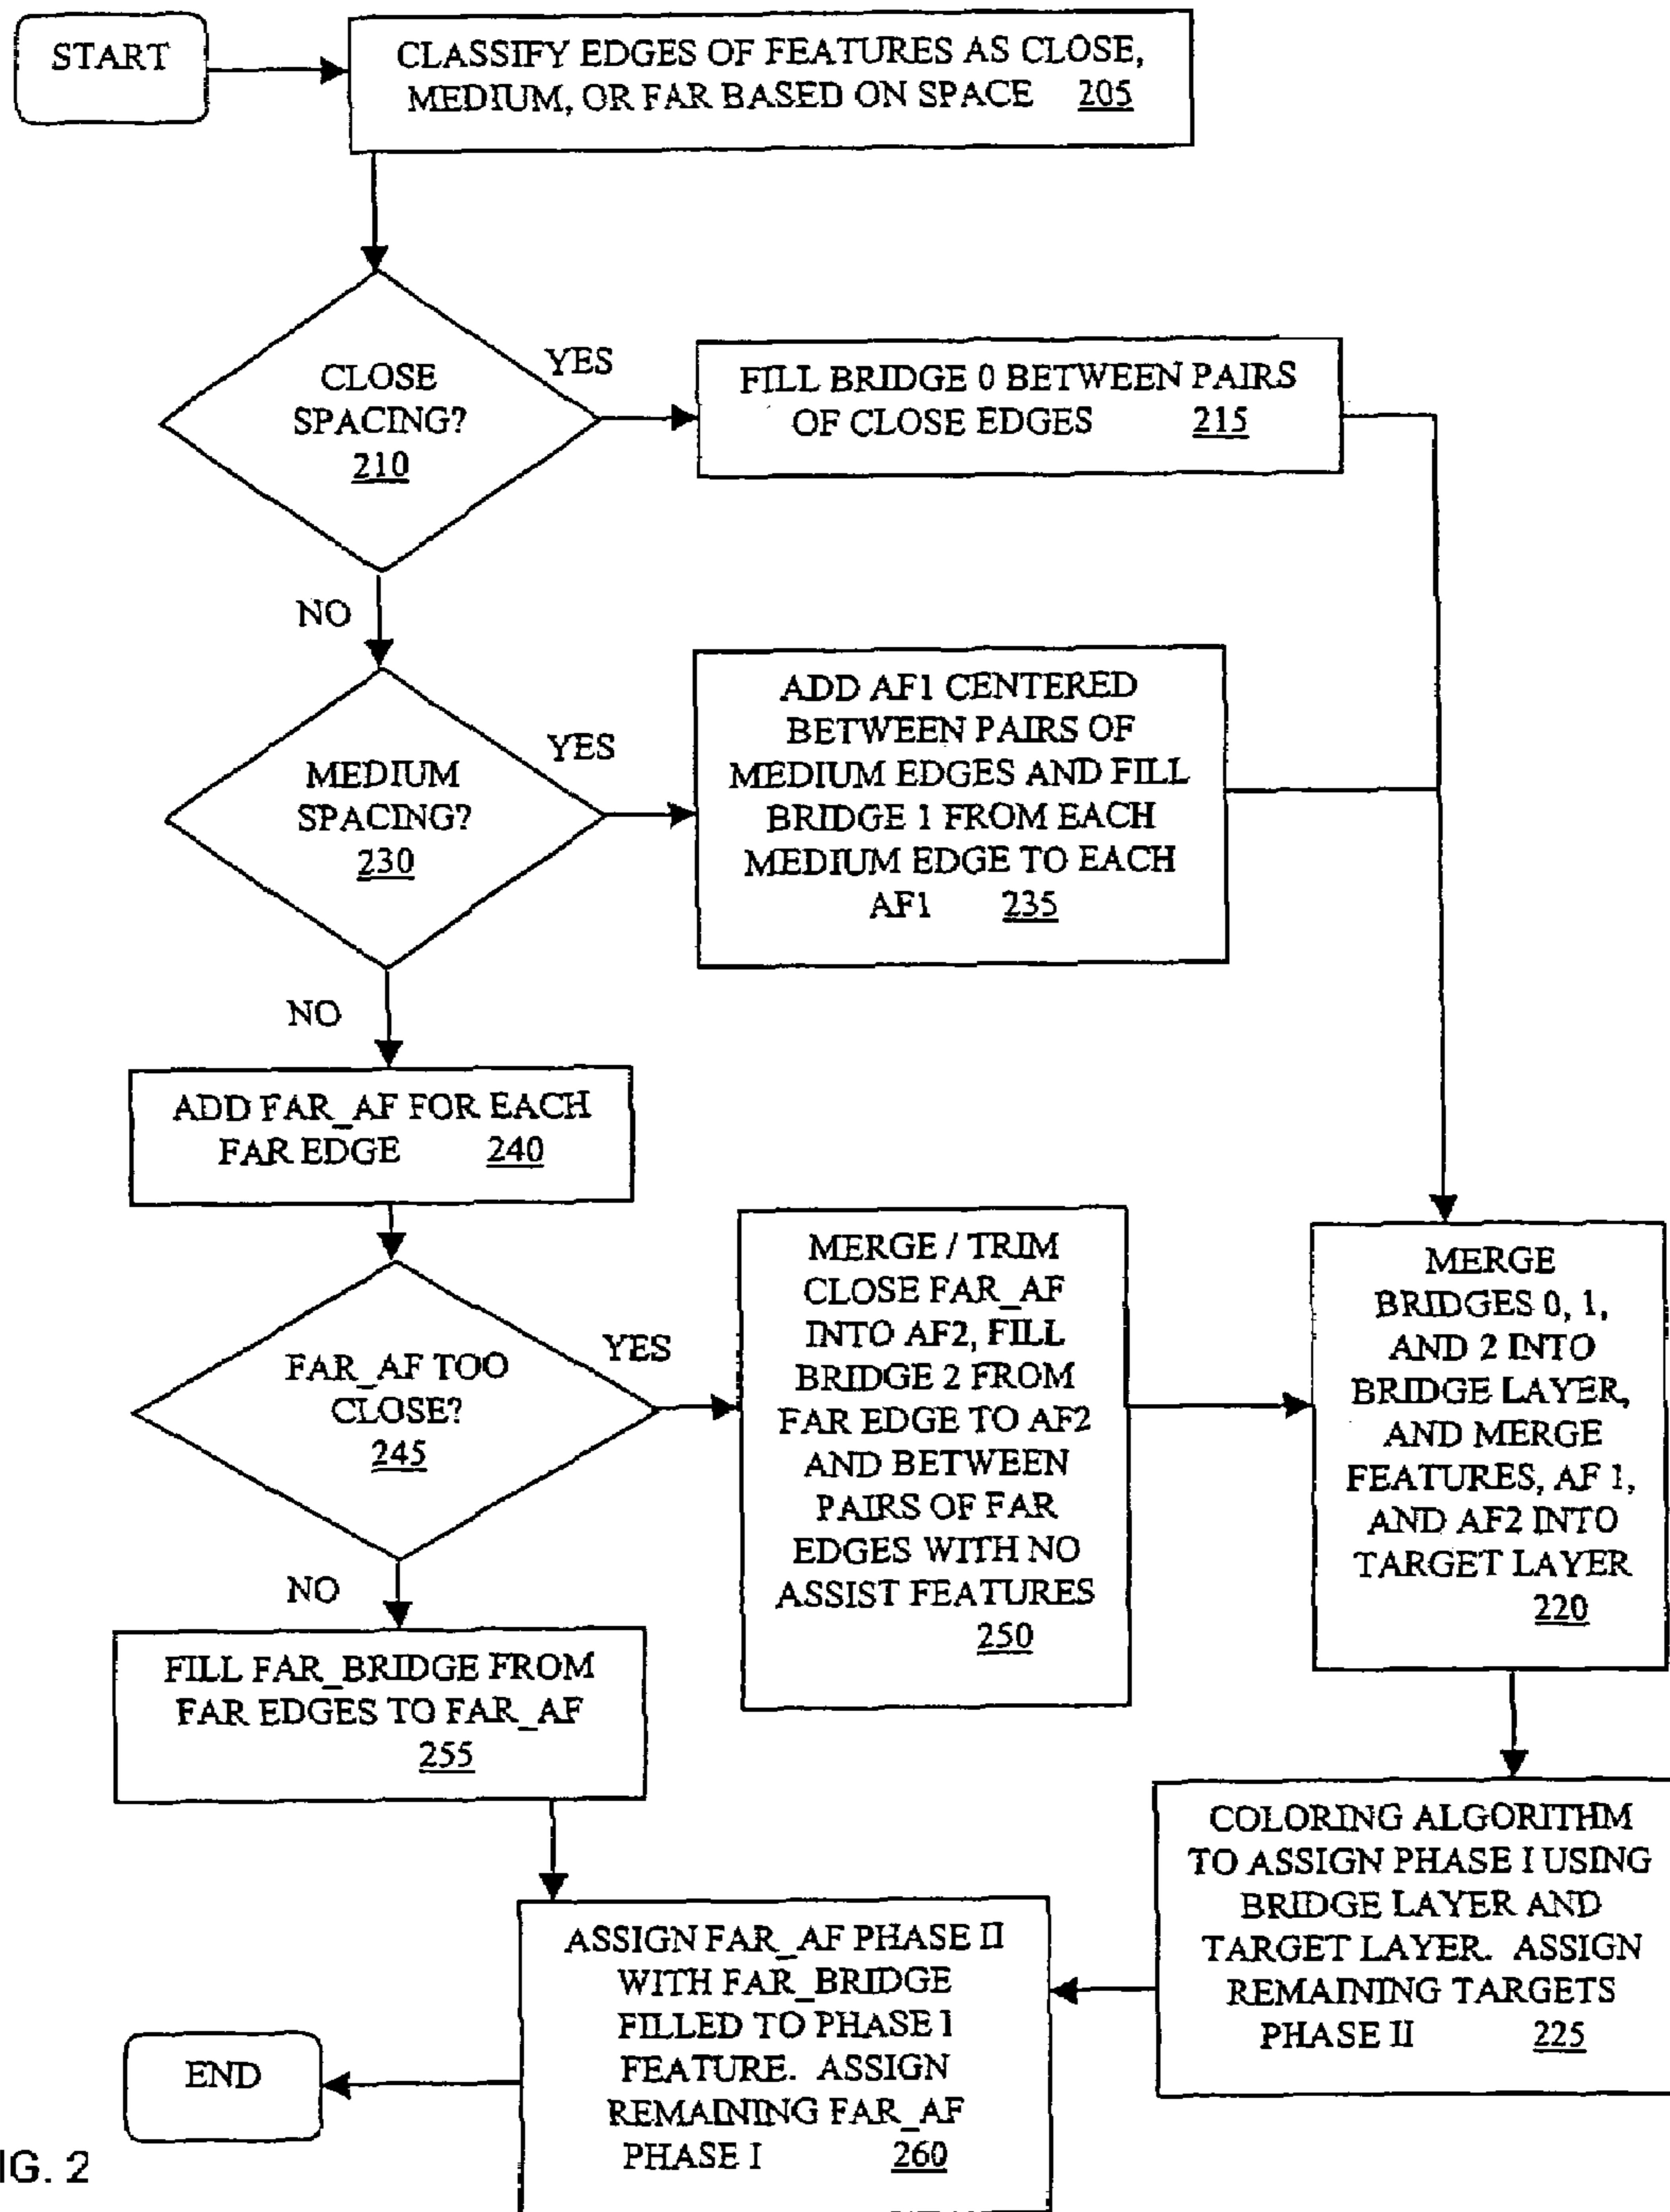 START
CLASSIFY EDGES OF FEATURES AS CLOSE,
MEDIUM, OR FAR BASED ON SPACE 205
CLOSE
SPACING?
210
YES
FILL BRIDGE 0 BETWEEN PAIRS
OF CLOSE EDGES 215
NO
MEDIUM
SPACING?
230
YES
ADD AF1 CENTERED
BETWEEN PAIRS OF
MEDIUM EDGES AND FILL
BRIDGE 1 FROM EACH
MEDIUM EDGE TO EACH
AF1 235
NO
ADD FAR_AF FOR EACH
FAR EDGE 240
FAR_AF TOO
CLOSE?
245
YES
MERGE / TRIM
CLOSE FAR_AF
INTO AF2, FILL
BRIDGE 2 FROM
FAR EDGE TO AF2
AND BETWEEN
PAIRS OF FAR
EDGES WITH NO
ASSIST FEATURES
250
MERGE
BRIDGES 0, 1,
AND 2 INTO
BRIDGE LAYER,
AND MERGE
FEATURES, AF 1,
AND AF2 INTO
TARGET LAYER
220
NO
FILL FAR_BRIDGE FROM
FAR EDGES TO FAR_AF
255
COLORING ALGORITHM
TO ASSIGN PHASE I USING
BRIDGE LAYER AND
TARGET LAYER. ASSIGN
REMAINING TARGETS
PHASE II 225
ASSIGN FAR_AF PHASE II
WITH FAR_BRIDGE
FILLED TO PHASE I
FEATURE. ASSIGN
REMAINING FAR_AF
PHASE I 260
END
IG. 2